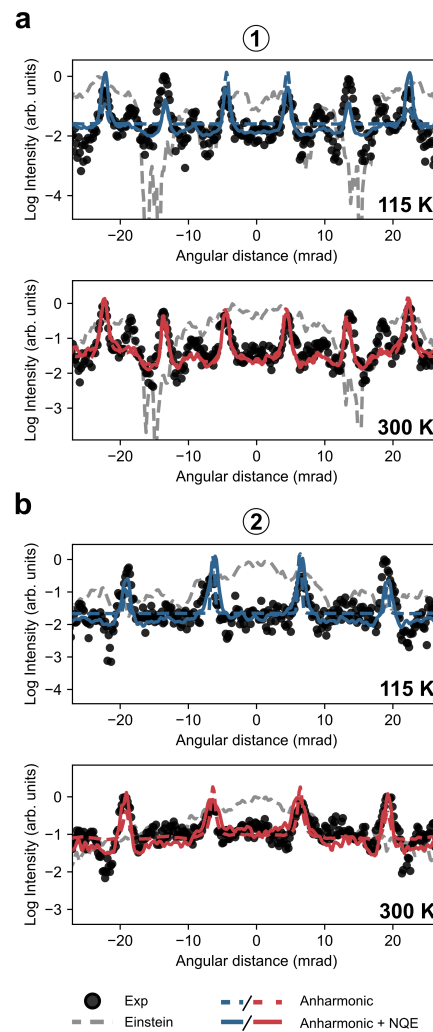 a
①
Log Intensity (arb. units)
0
−2
−4
115 K
−20 −10 0 10 20
Angular distance (mrad)
Log Intensity (arb. units)
0
−1
−2
−3
300 K
−20 −10 0 10 20
Angular distance (mrad)
b
②
Log Intensity (arb. units)
0
−1
−2
−3
−4
115 K
−20 −10 0 10 20
Angular distance (mrad)
Log Intensity (arb. units)
0
−1
−2
−3
300 K
−20 −10 0 10 20
Angular distance (mrad)
Exp / Anharmonic
Einstein / Anharmonic + NQE